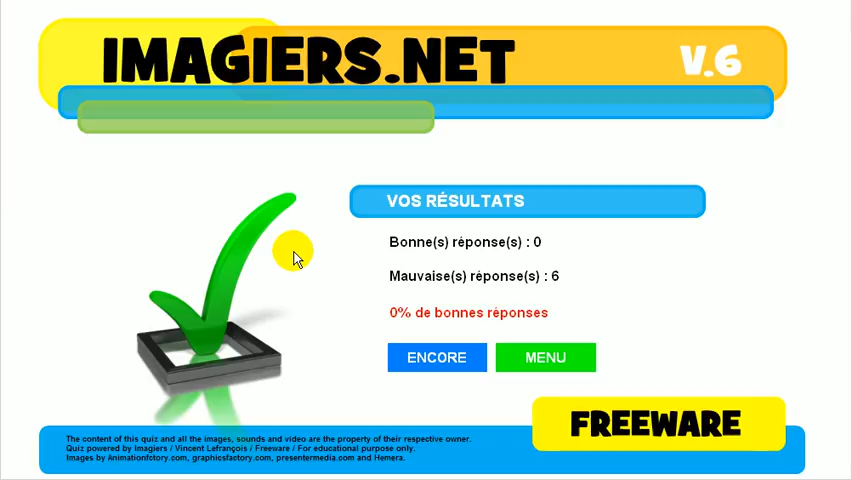 IMAGIERS.NET
V.6
VOS RÉSULTATS
Bonne(s) réponse(s) : 0
Mauvaise(s) réponse(s) : 6
0% de bonnes réponses
ENCORE
MENU
FREEWARE
The content of this quiz and all the images, sounds and video are the property of their respective owner.
Quiz powered by Imagiers / Vincent Lefrançois / Freeware / For educational purpose only.
Images by Animationfctory.com, graphicsfactory.com, presentermedia.com and Hemera.